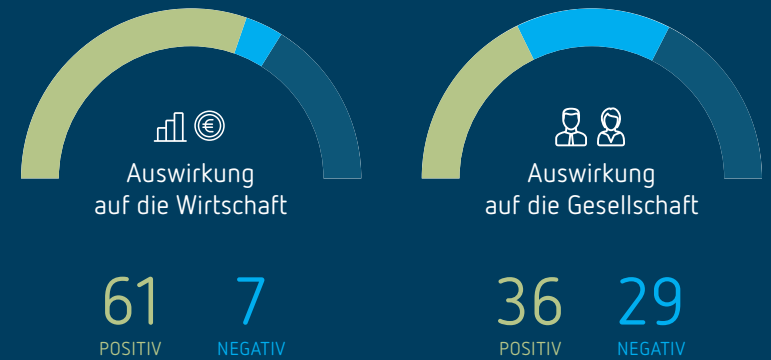 €
Auswirkung
auf die Wirtschaft
61 7
POSITIV NEGATIV
Auswirkung
auf die Gesellschaft
36 29
POSITIV NEGATIV